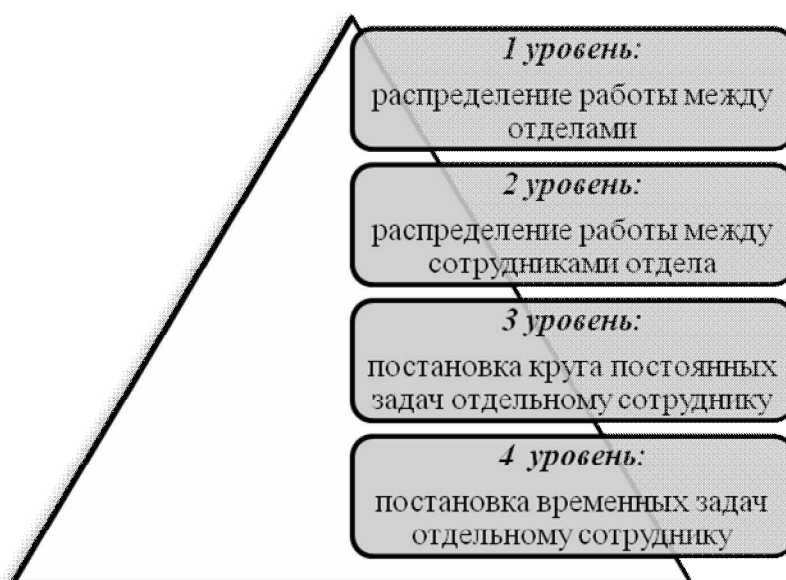 1 уровень:
распределение работы между
отделами
2 уровень:
распределение работы между
сотрудниками отдела
3 уровень:
постановка круга постоянных
задач отдельному сотруднику
4 уровень:
постановка временных задач
отдельному сотруднику